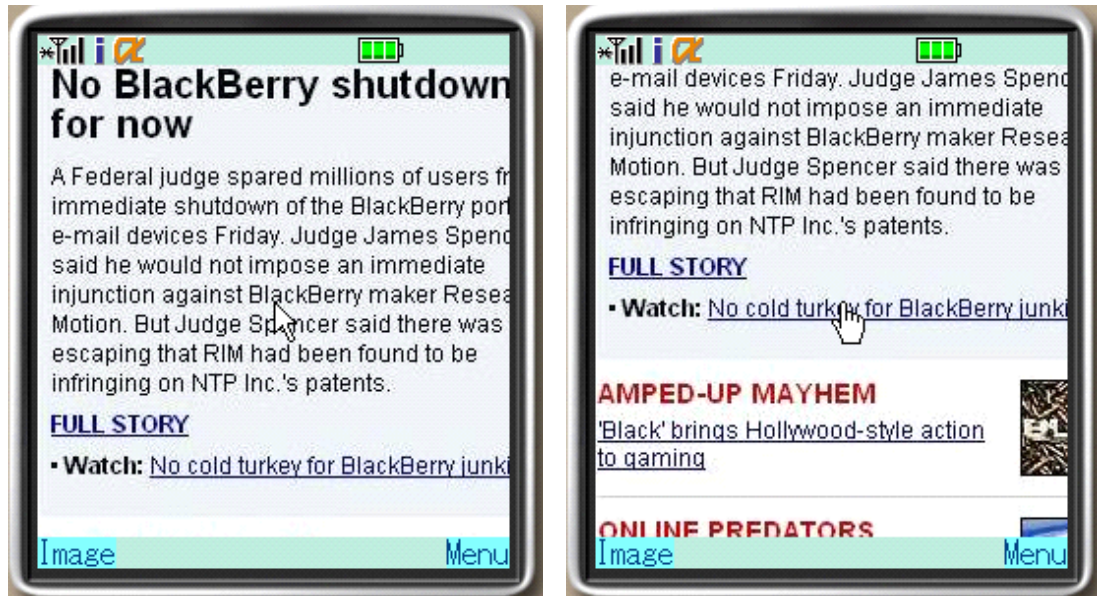 No BlackBerry shutdown
for now
A Federal judge spared millions of users fr
immediate shutdown of the BlackBerry port
e-mail devices Friday. Judge James Spenc
said he would not impose an immediate
injunction against BlackBerry maker Resea
Motion. But Judge Spencer said there was
escaping that RIM had been found to be
infringing on NTP Inc.'s patents.
FULL STORY
▪ Watch: No cold turkey for BlackBerry junki
Image Menu
e-mail devices Friday. Judge James Spenc
said he would not impose an immediate
injunction against BlackBerry maker Resea
Motion. But Judge Spencer said there was
escaping that RIM had been found to be
infringing on NTP Inc.'s patents.
FULL STORY
▪ Watch: No cold turkey for BlackBerry junki
AMPED-UP MAYHEM
'Black' brings Hollywood-style action
to gaming
ONLINE PREDATORS
Image Menu